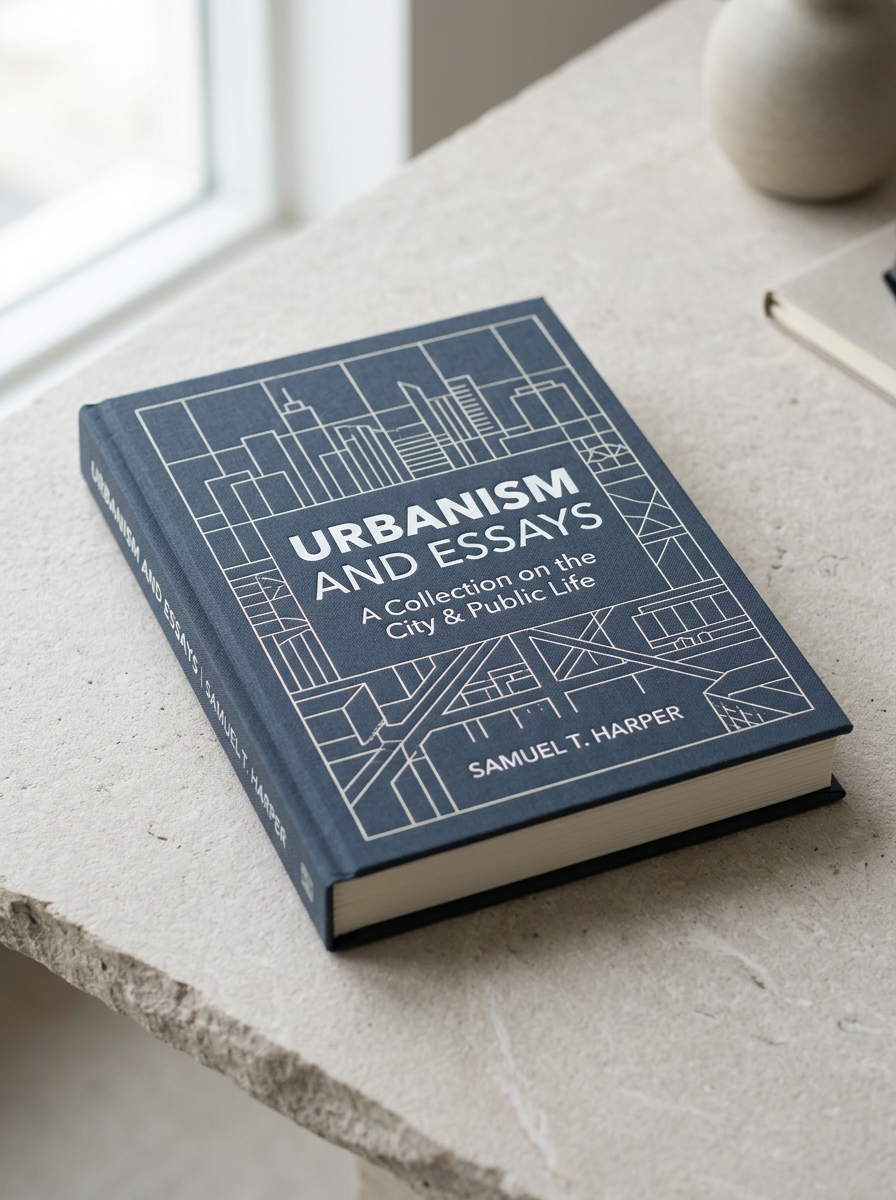 URBANISM
AND ESSAYS
A Collection on the
City & Public Life
SAMUEL T. HARPER
URBANISM AND ESSAYS | SAMUEL T. HARPER